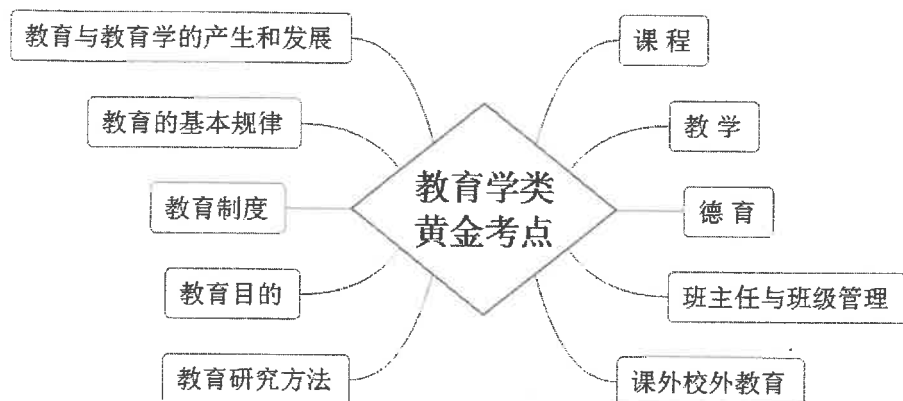 教育与教育学的产生和发展
教育的基本规律
教育制度
教育目的
教育研究方法
教育学类
黄金考点
课程
教学
德育
班主任与班级管理
课外校外教育